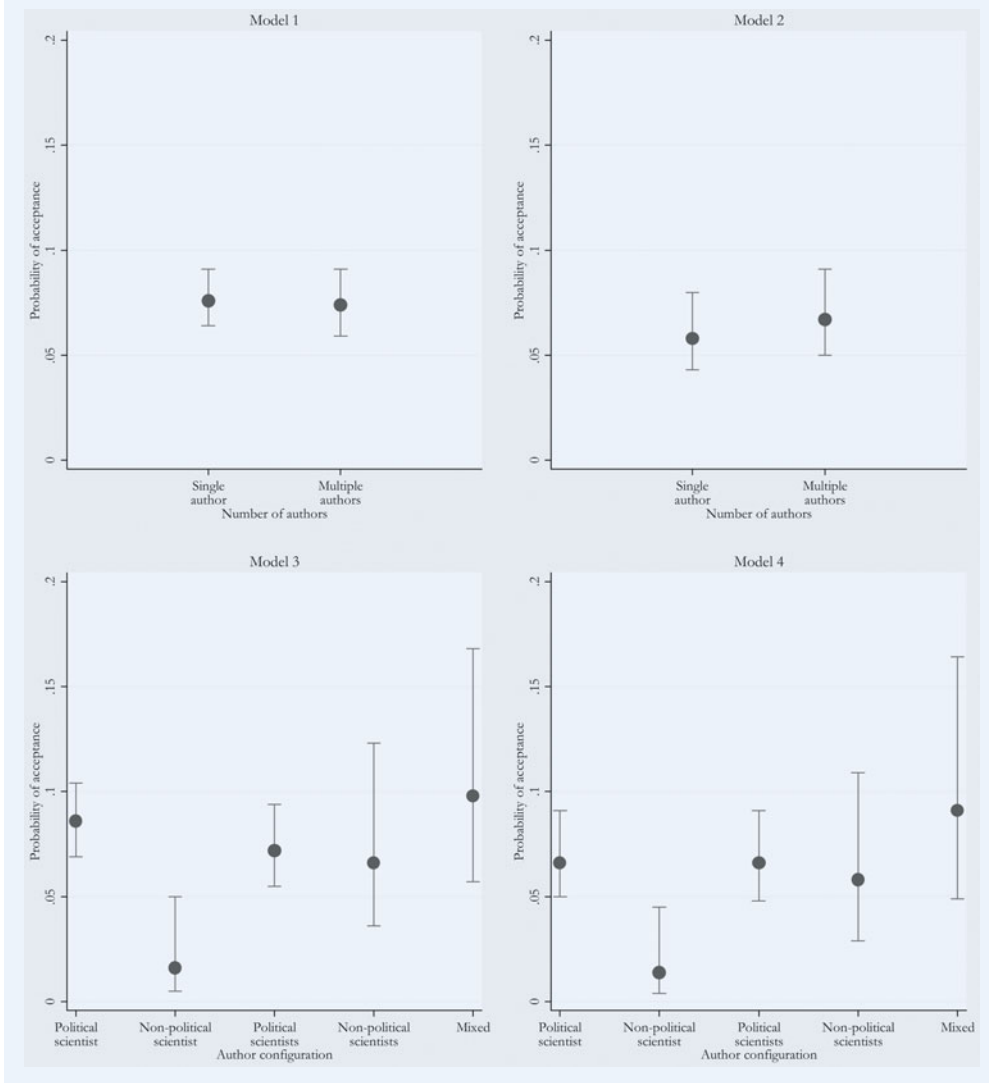 Model 1
Probability of acceptance
.2
.15
.1
.05
0
Single
author
Multiple
authors
Number of authors
Model 2
Probability of acceptance
.2
.15
.1
.05
0
Single
author
Multiple
authors
Number of authors
Model 3
Probability of acceptance
.2
.15
.1
.05
0
Political
scientist
Non-political
scientist
Political
scientists
Non-political
scientists
Mixed
Author configuration
Model 4
Probability of acceptance
.2
.15
.1
.05
0
Political
scientist
Non-political
scientist
Political
scientists
Non-political
scientists
Mixed
Author configuration